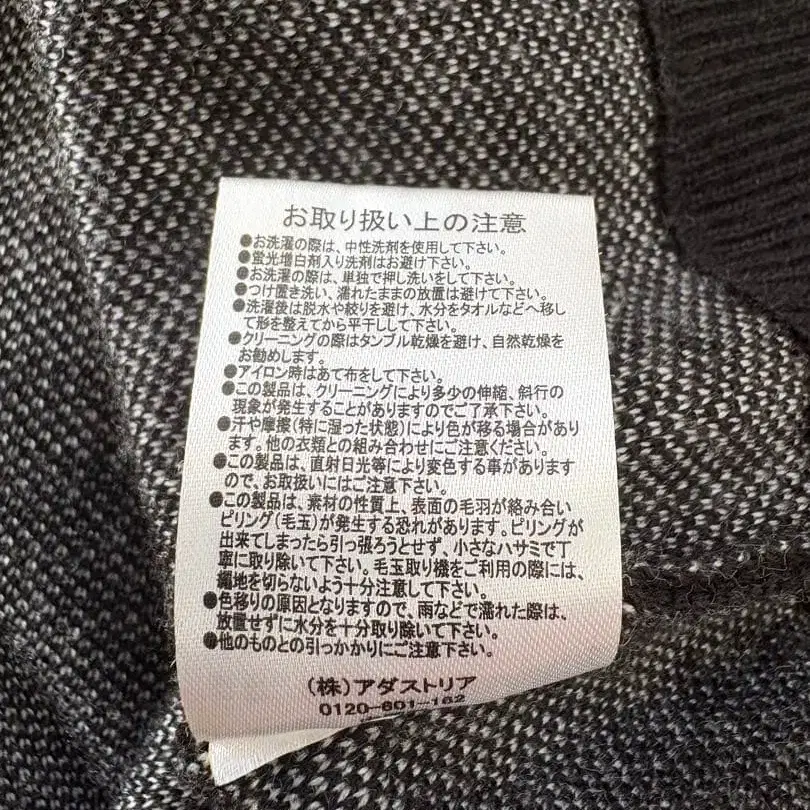 お取り扱い上の注意
●お洗濯の際は、中性洗剤を使用して下さい。
●蛍光増白剤入り洗剤はお避け下さい。
●お洗濯の際は、単独で押し洗いをして下さい。
●つけ置き洗い、濡れたままの放置は避けて下さい。
●洗濯後は脱水や絞りを避け、水分をタオルなどへ移し
て形を整えてから平干しして下さい。
●クリーニングの際はタンブル乾燥を避け、自然乾燥を
お勧めします。
●アイロン時はあて布をして下さい。
●この製品は、クリーニングにより多少の伸縮、斜行の
現象が発生することがありますのでご了承下さい。
●汗や摩擦(特に湿った状態)により色が移る場合があり
ます。他の衣類との組み合わせにご注意ください。
●この製品は、直射日光等により変色する事があります
ので、お取扱いにはご注意下さい。
●この製品は、素材の性質上、表面の毛羽が絡み合い
ピリング(毛玉)が発生する恐れがあります。ピリングが
出来てしまったら引っ張ろうとせず、小さなハサミで丁
寧に取り除いて下さい。毛玉取り機をご利用の際には、
編地を切らないよう十分注意して下さい。
●色移りの原因となりますので、雨などで濡れた際は、
放置せずに水分を十分取り除いて下さい。
●他のものとの引っかかりにご注意下さい。
(株)アダストリア
0120-601-162